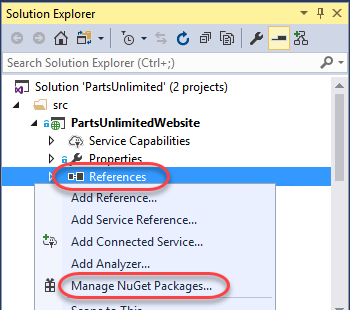 Solution Explorer
Search Solution Explorer (Ctrl+;)
Solution 'PartsUnlimited' (2 projects)
src
PartsUnlimitedWebsite
Service Capabilities
Properties
References
Add Reference...
Add Service Reference...
Add Connected Service...
Add Analyzer...
Manage NuGet Packages...
Scope to This